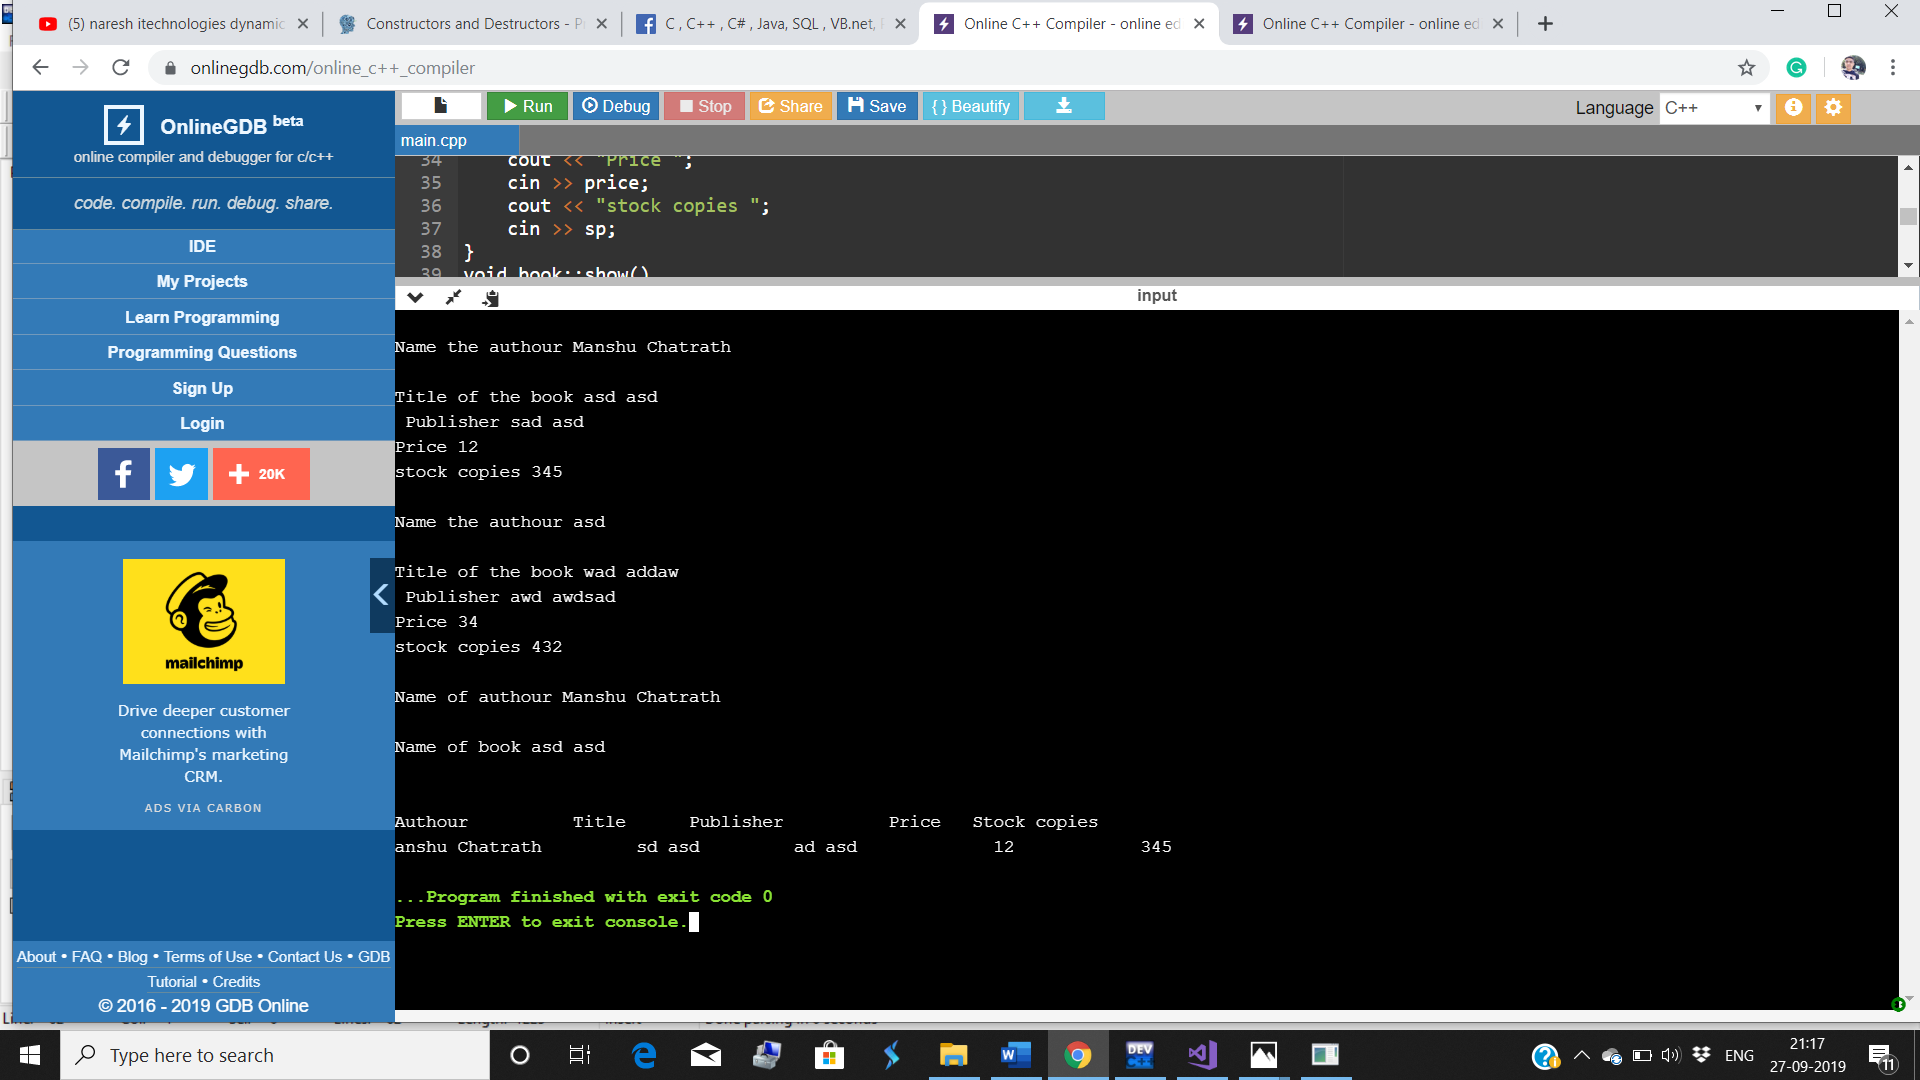 (5) naresh itechnologies dynamic
Constructors and Destructors - P
C , C++ , C# , Java, SQL , VB.net,
Online C++ Compiler - online ed
Online C++ Compiler - online ed
onlinegdb.com/online_c++_compiler
OnlineGDB beta
online compiler and debugger for c/c++
code. compile. run. debug. share.
IDE
My Projects
Learn Programming
Programming Questions
Sign Up
Login
20K
mailchimp
Drive deeper customer
connections with
Mailchimp's marketing
CRM.
ADS VIA CARBON
About • FAQ • Blog • Terms of Use • Contact Us • GDB
Tutorial • Credits
© 2016 - 2019 GDB Online
Run Debug Stop Share Save { } Beautify
Language C++
main.cpp
34 cout << "Price ";
35 cin >> price;
36 cout << "stock copies ";
37 cin >> sp;
38 }
39 void book::show()
input
Name the authour Manshu Chatrath
Title of the book asd asd
Publisher sad asd
Price 12
stock copies 345
Name the authour asd
Title of the book wad addaw
Publisher awd awdsad
Price 34
stock copies 432
Name of authour Manshu Chatrath
Name of book asd asd
Authour Title Publisher Price Stock copies
anshu Chatrath sd asd ad asd 12 345
...Program finished with exit code 0
Press ENTER to exit console.
Type here to search
DEV
ENG
21:17
27-09-2019
11